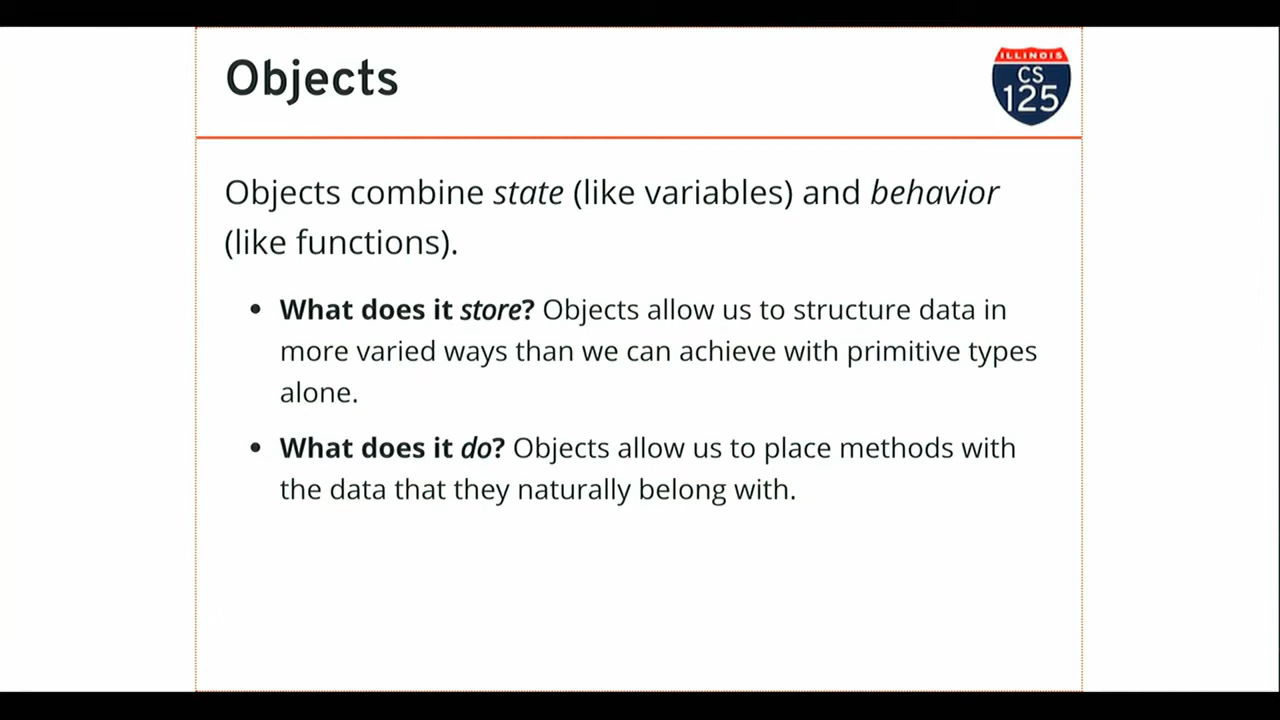 Objects
ILLINOIS
CS
125
Objects combine state (like variables) and behavior
(like functions).
• What does it store? Objects allow us to structure data in
more varied ways than we can achieve with primitive types
alone.
• What does it do? Objects allow us to place methods with
the data that they naturally belong with.